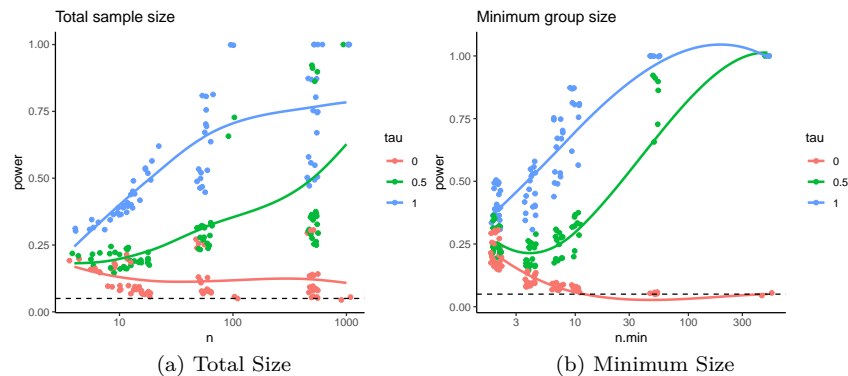 Total sample size
1.00
0.75
0.50
0.25
0.00
power
10
100
1000
n
tau
0
0.5
1
(a) Total Size
Minimum group size
1.00
0.75
0.50
0.25
0.00
power
3
10
30
100
300
n.min
tau
0
0.5
1
(b) Minimum Size